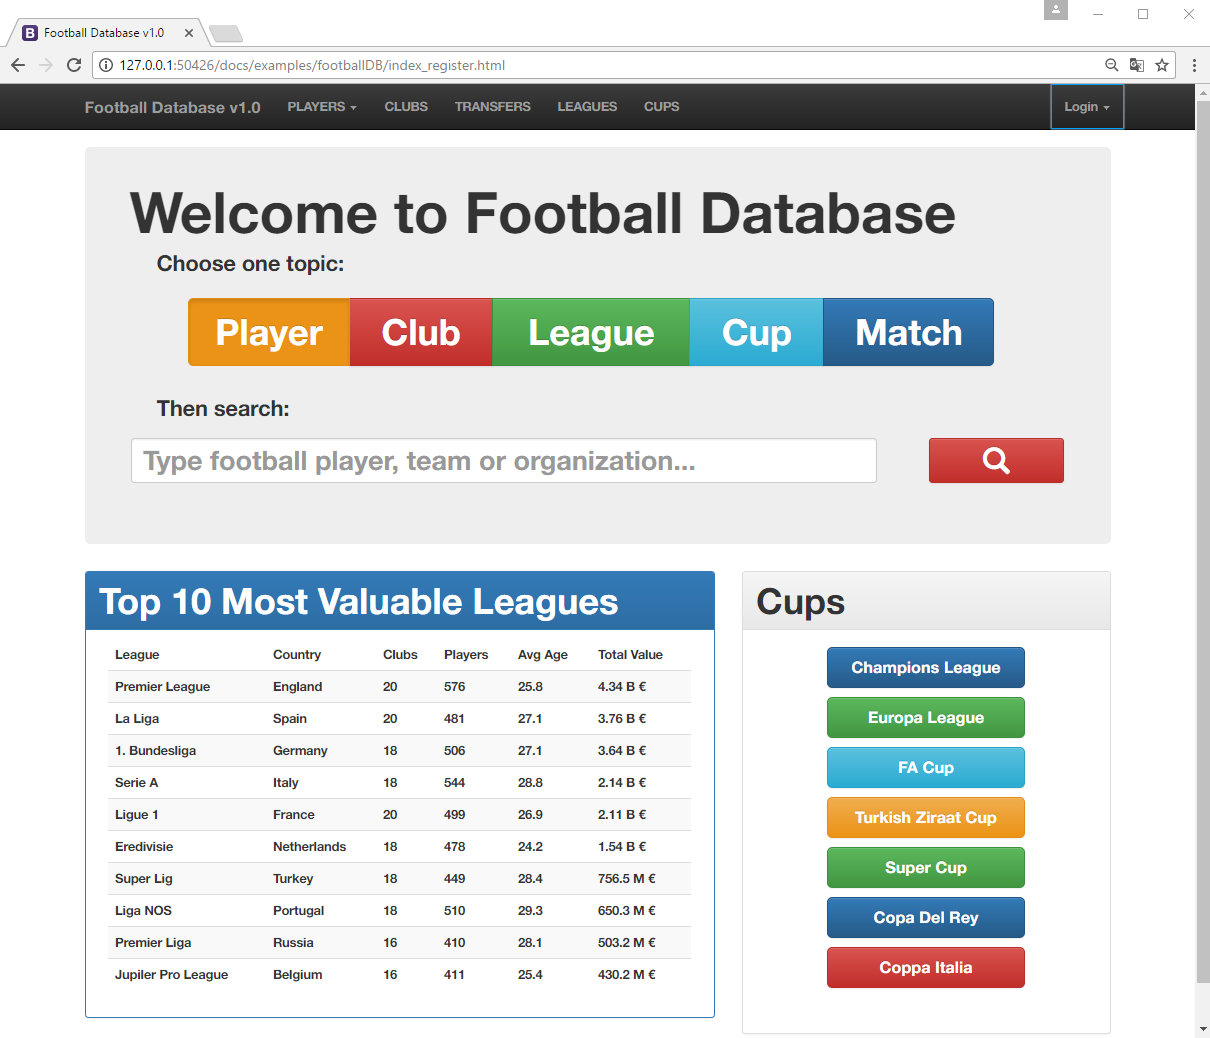 Football Database v1.0
127.0.0.1:50426/docs/examples/footballDB/index_register.html
Football Database v1.0 PLAYERS CLUBS TRANSFERS LEAGUES CUPS Login
Welcome to Football Database
Choose one topic:
Player Club League Cup Match
Then search:
Type football player, team or organization...
Top 10 Most Valuable Leagues
League Country Clubs Players Avg Age Total Value
Premier League England 20 576 25.8 4.34 B €
La Liga Spain 20 481 27.1 3.76 B €
1. Bundesliga Germany 18 506 27.1 3.64 B €
Serie A Italy 18 544 28.8 2.14 B €
Ligue 1 France 20 499 26.9 2.11 B €
Eredivisie Netherlands 18 478 24.2 1.54 B €
Super Lig Turkey 18 449 28.4 756.5 M €
Liga NOS Portugal 18 510 29.3 650.3 M €
Premier Liga Russia 16 410 28.1 503.2 M €
Jupiler Pro League Belgium 16 411 25.4 430.2 M €
Cups
Champions League
Europa League
FA Cup
Turkish Ziraat Cup
Super Cup
Copa Del Rey
Coppa Italia